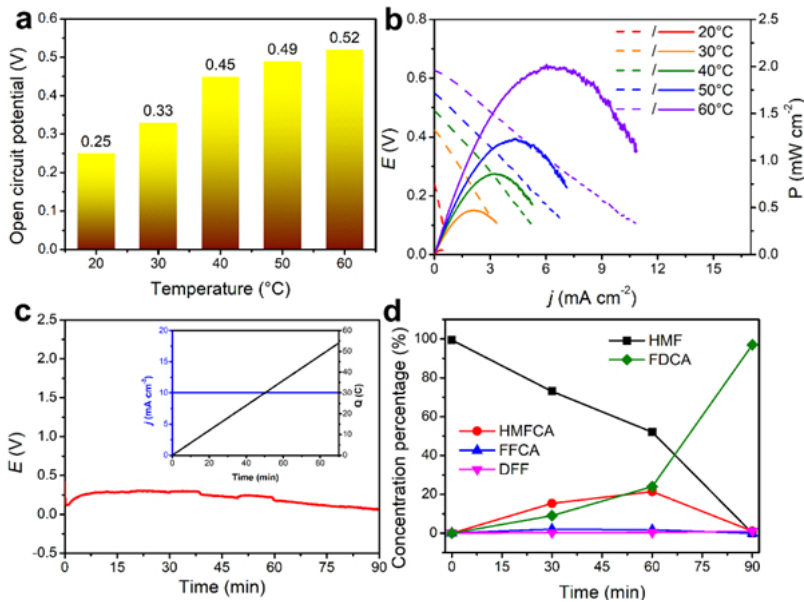 a
0.6
0.5
0.4
0.3
0.2
0.1
0.0
Open circuit potential (V)
0.25
0.33
0.45
0.49
0.52
20
30
40
50
60
Temperature (°C)
b
0.8
0.6
0.4
0.2
0.0
E (V)
/ 20°C
/ 30°C
/ 40°C
/ 50°C
/ 60°C
2.5
2.0
1.5
1.0
0.5
0.0
P (mW cm-2)
0
3
6
9
12
15
j (mA cm-2)
c
2.5
2.0
1.5
1.0
0.5
0.0
-0.5
E (V)
20
15
10
5
0
j (mA cm-2)
60
50
40
30
20
10
0
Q (C)
0
20
40
60
80
Time (min)
0
15
30
45
60
75
90
Time (min)
d
100
80
60
40
20
0
Concentration percentage (%)
HMF
FDCA
HMFCA
FFCA
DFF
0
30
60
90
Time (min)